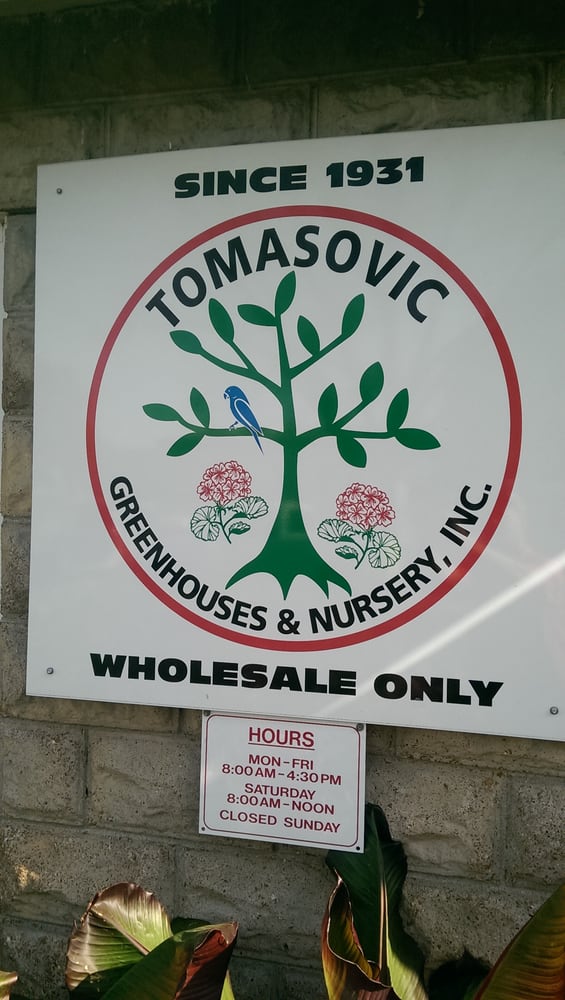 SINCE 1931
TOMASOVIC
GREENHOUSES & NURSERY, INC.
WHOLESALE ONLY
HOURS
MON-FRI
8:00AM-4:30PM
SATURDAY
8:00AM-NOON
CLOSED SUNDAY